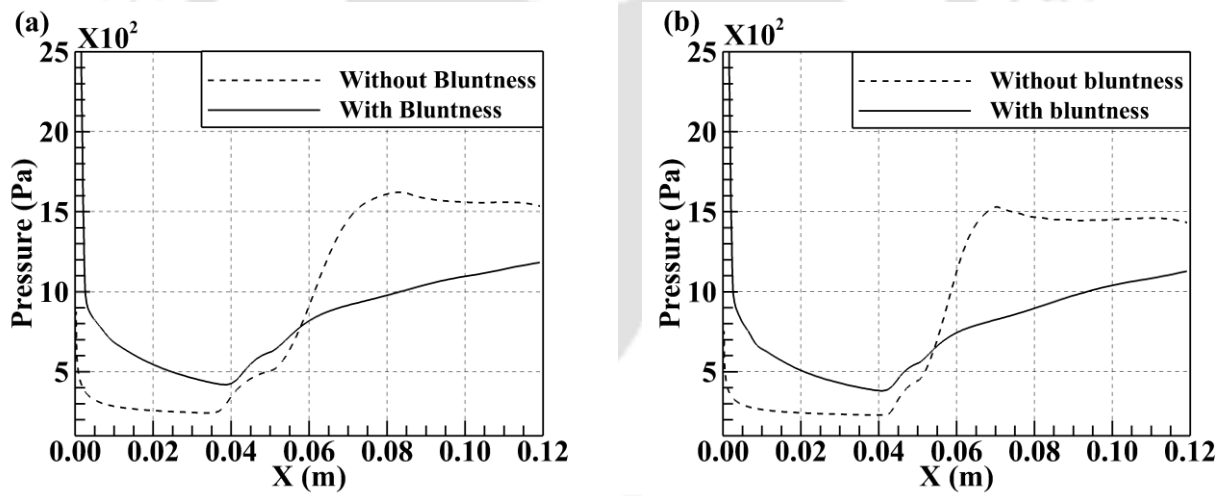 (a)
X10²
25
20
15
10
5
Pressure (Pa)
Without Bluntness
With Bluntness
0.00 0.02 0.04 0.06 0.08 0.10 0.12
X (m)
(b)
X10²
25
20
15
10
5
Pressure (Pa)
Without bluntness
With bluntness
0.00 0.02 0.04 0.06 0.08 0.10 0.12
X (m)